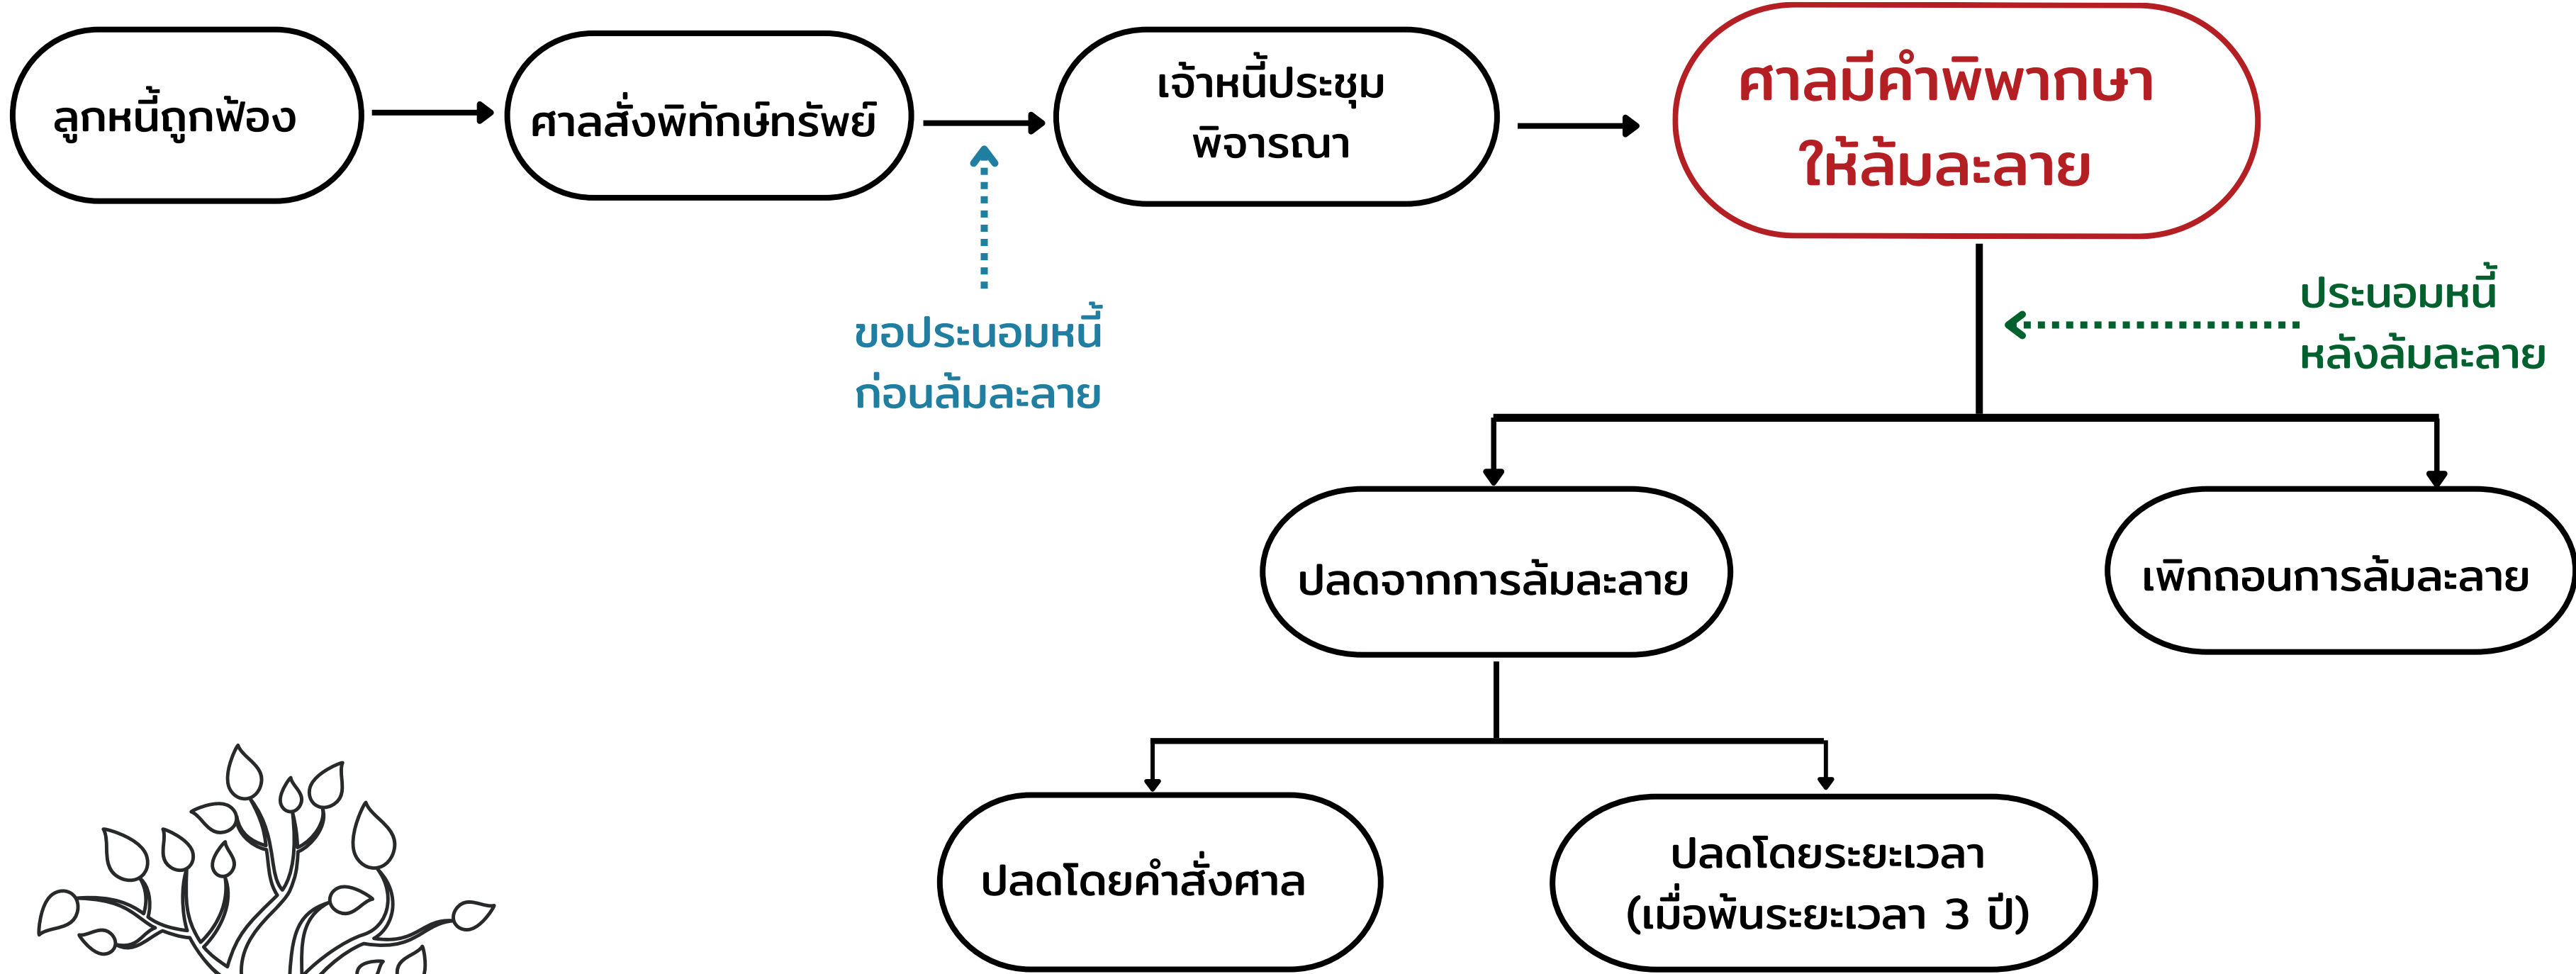 ลูกหนี้ถูกฟ้อง
ศาลสั่งพิทักษ์ทรัพย์
เจ้าหนี้ประชุม
พิจารณา
ศาลมีคำพิพากษา
ให้ล้มละลาย
ขอประนอมหนี้
ก่อนล้มละลาย
ประนอมหนี้
หลังล้มละลาย
ปลดจากการล้มละลาย
เพิกถอนการล้มละลาย
ปลดโดยคำสั่งศาล
ปลดโดยระยะเวลา
(เมื่อพ้นระยะเวลา 3 ปี)